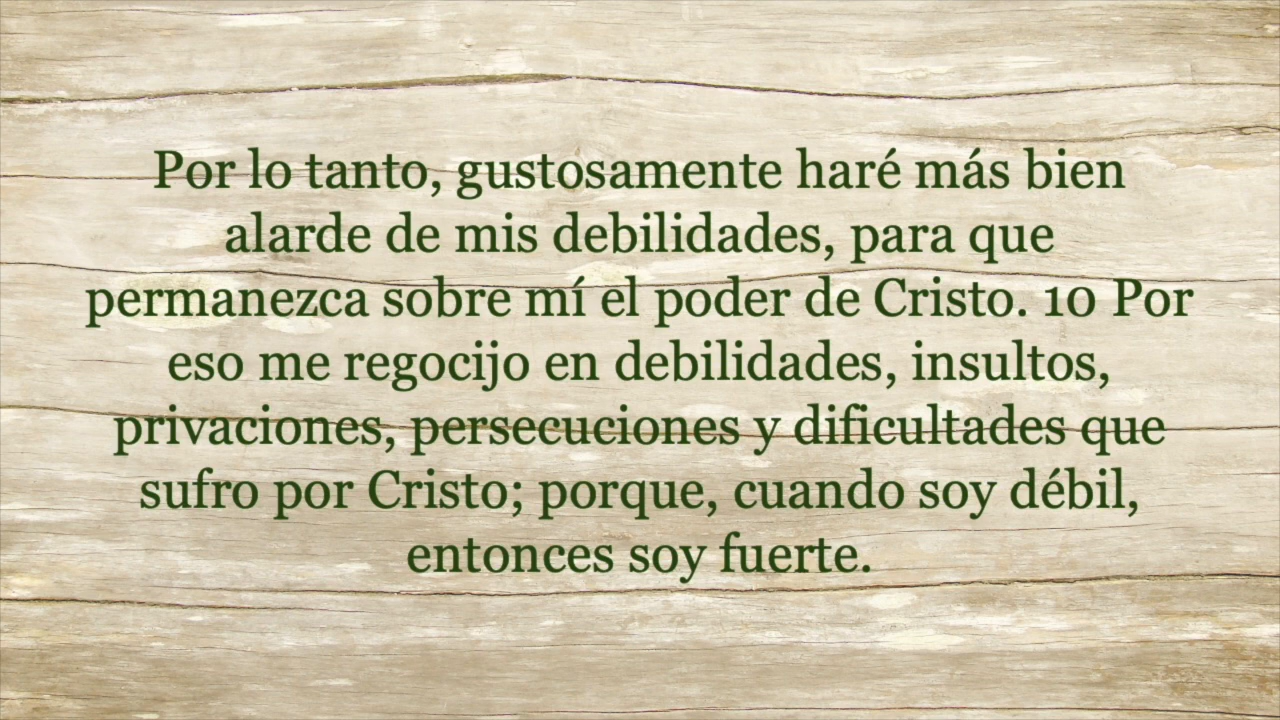 Por lo tanto, gustosamente haré más bien
alarde de mis debilidades, para que
permanezca sobre mí el poder de Cristo. 10 Por
eso me regocijo en debilidades, insultos,
privaciones, persecuciones y dificultades que
sufro por Cristo; porque, cuando soy débil,
entonces soy fuerte.